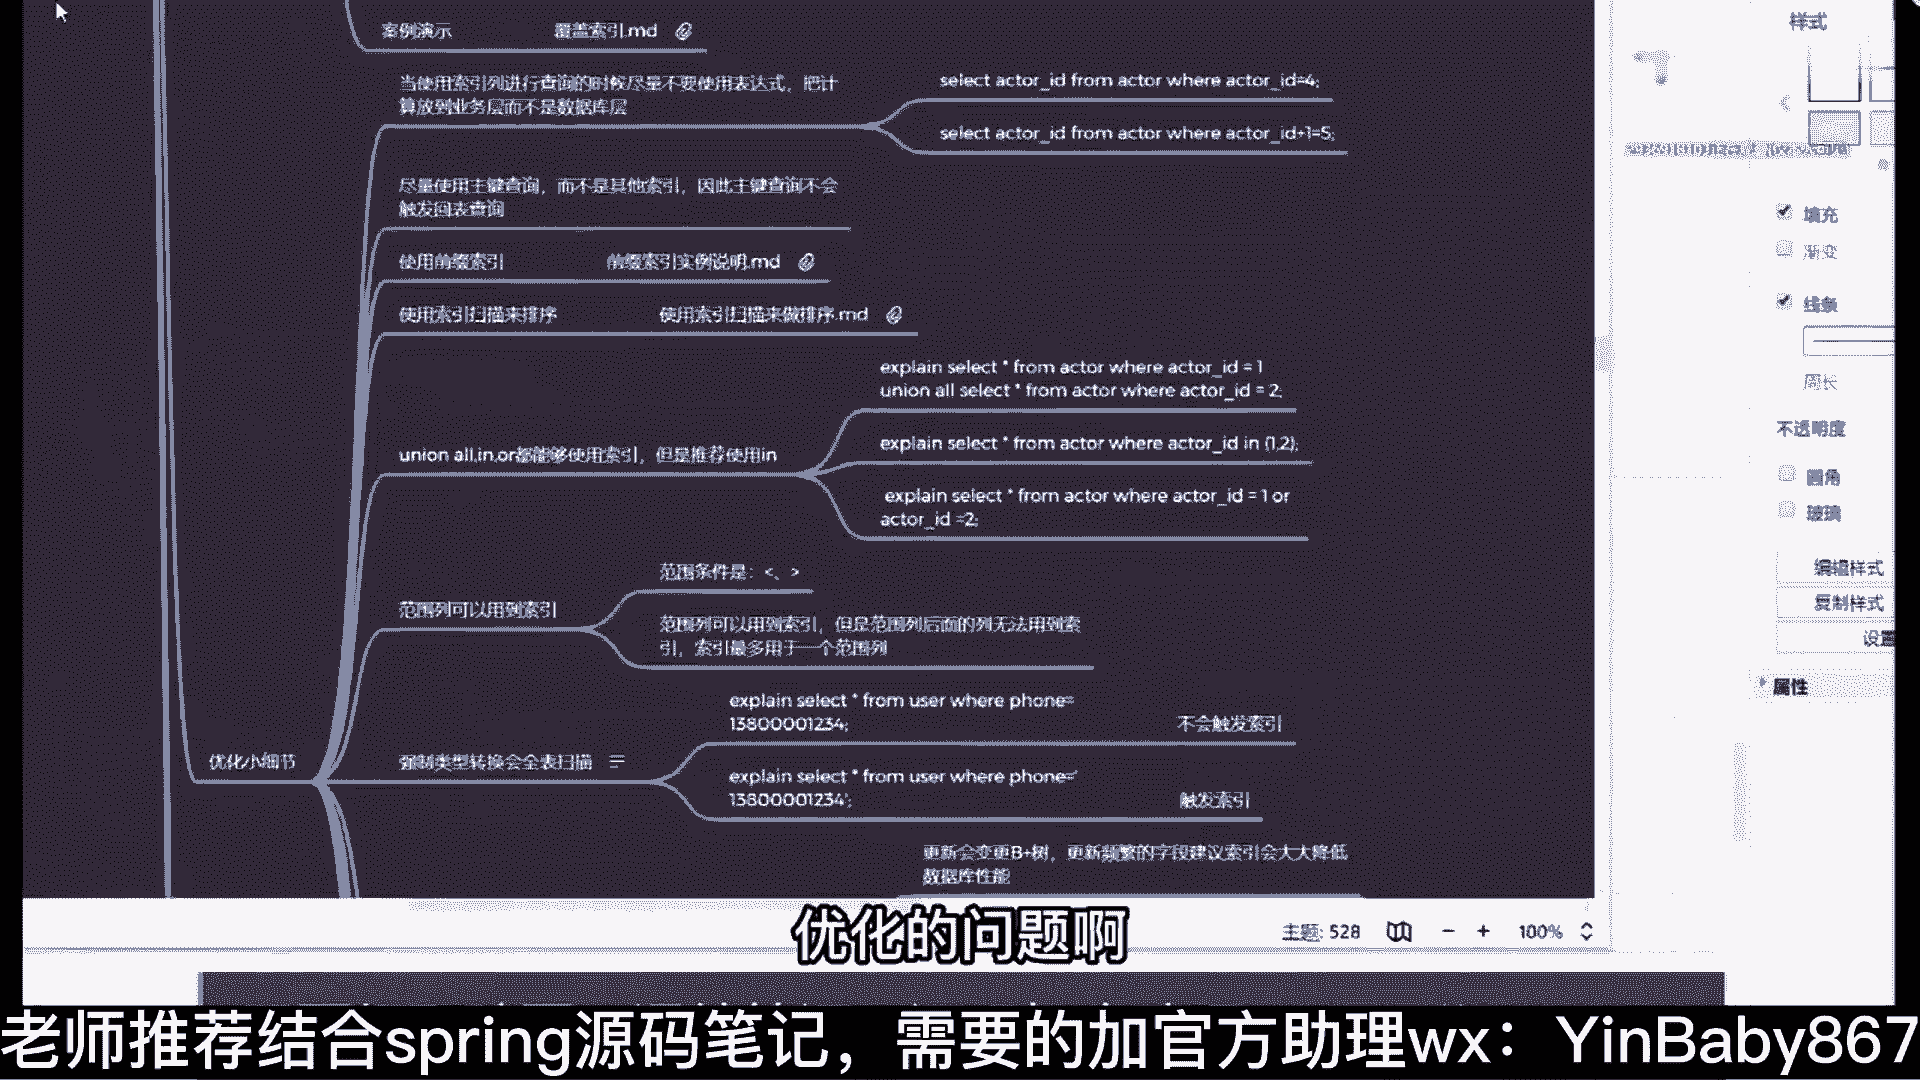 案例演示
覆盖索引.md
当使用索引列进行查询的时候尽量不要使用表达式，把计
算放到业务层而不是数据库层
select actor_id from actor where actor_id=4;
select actor_id from actor where actor_id+1=5;
尽量使用主键查询，而不是其他索引，因此主键查询不会
触发回表查询
使用前缀索引
前缀索引实例说明.md
使用索引扫描来排序
使用索引扫描来做排序.md
union all,in,or都能够使用索引，但是推荐使用in
explain select * from actor where actor_id = 1
union all select * from actor where actor_id = 2;
explain select * from actor where actor_id in (1,2);
explain select * from actor where actor_id = 1 or
actor_id =2;
范围列可以用到索引
范围条件是：<、>
范围列可以用到索引，但是范围列后面的列无法用到索
引，索引最多用于一个范围列
优化小细节
强制类型转换会全表扫描
explain select * from user where phone=
13800001234;
不会触发索引
explain select * from user where phone='
13800001234';
触发索引
更新会变更B+树，更新频繁的字段建议索引会大大降低
数据库性能
样式
填充
渐变
线条
周长
不透明度
圆角
玻璃
编辑样式
复制样式
设置
属性
主题: 528
100%
优化的问题啊
老师推荐结合spring源码笔记，需要的加官方助理wx：YinBaby867